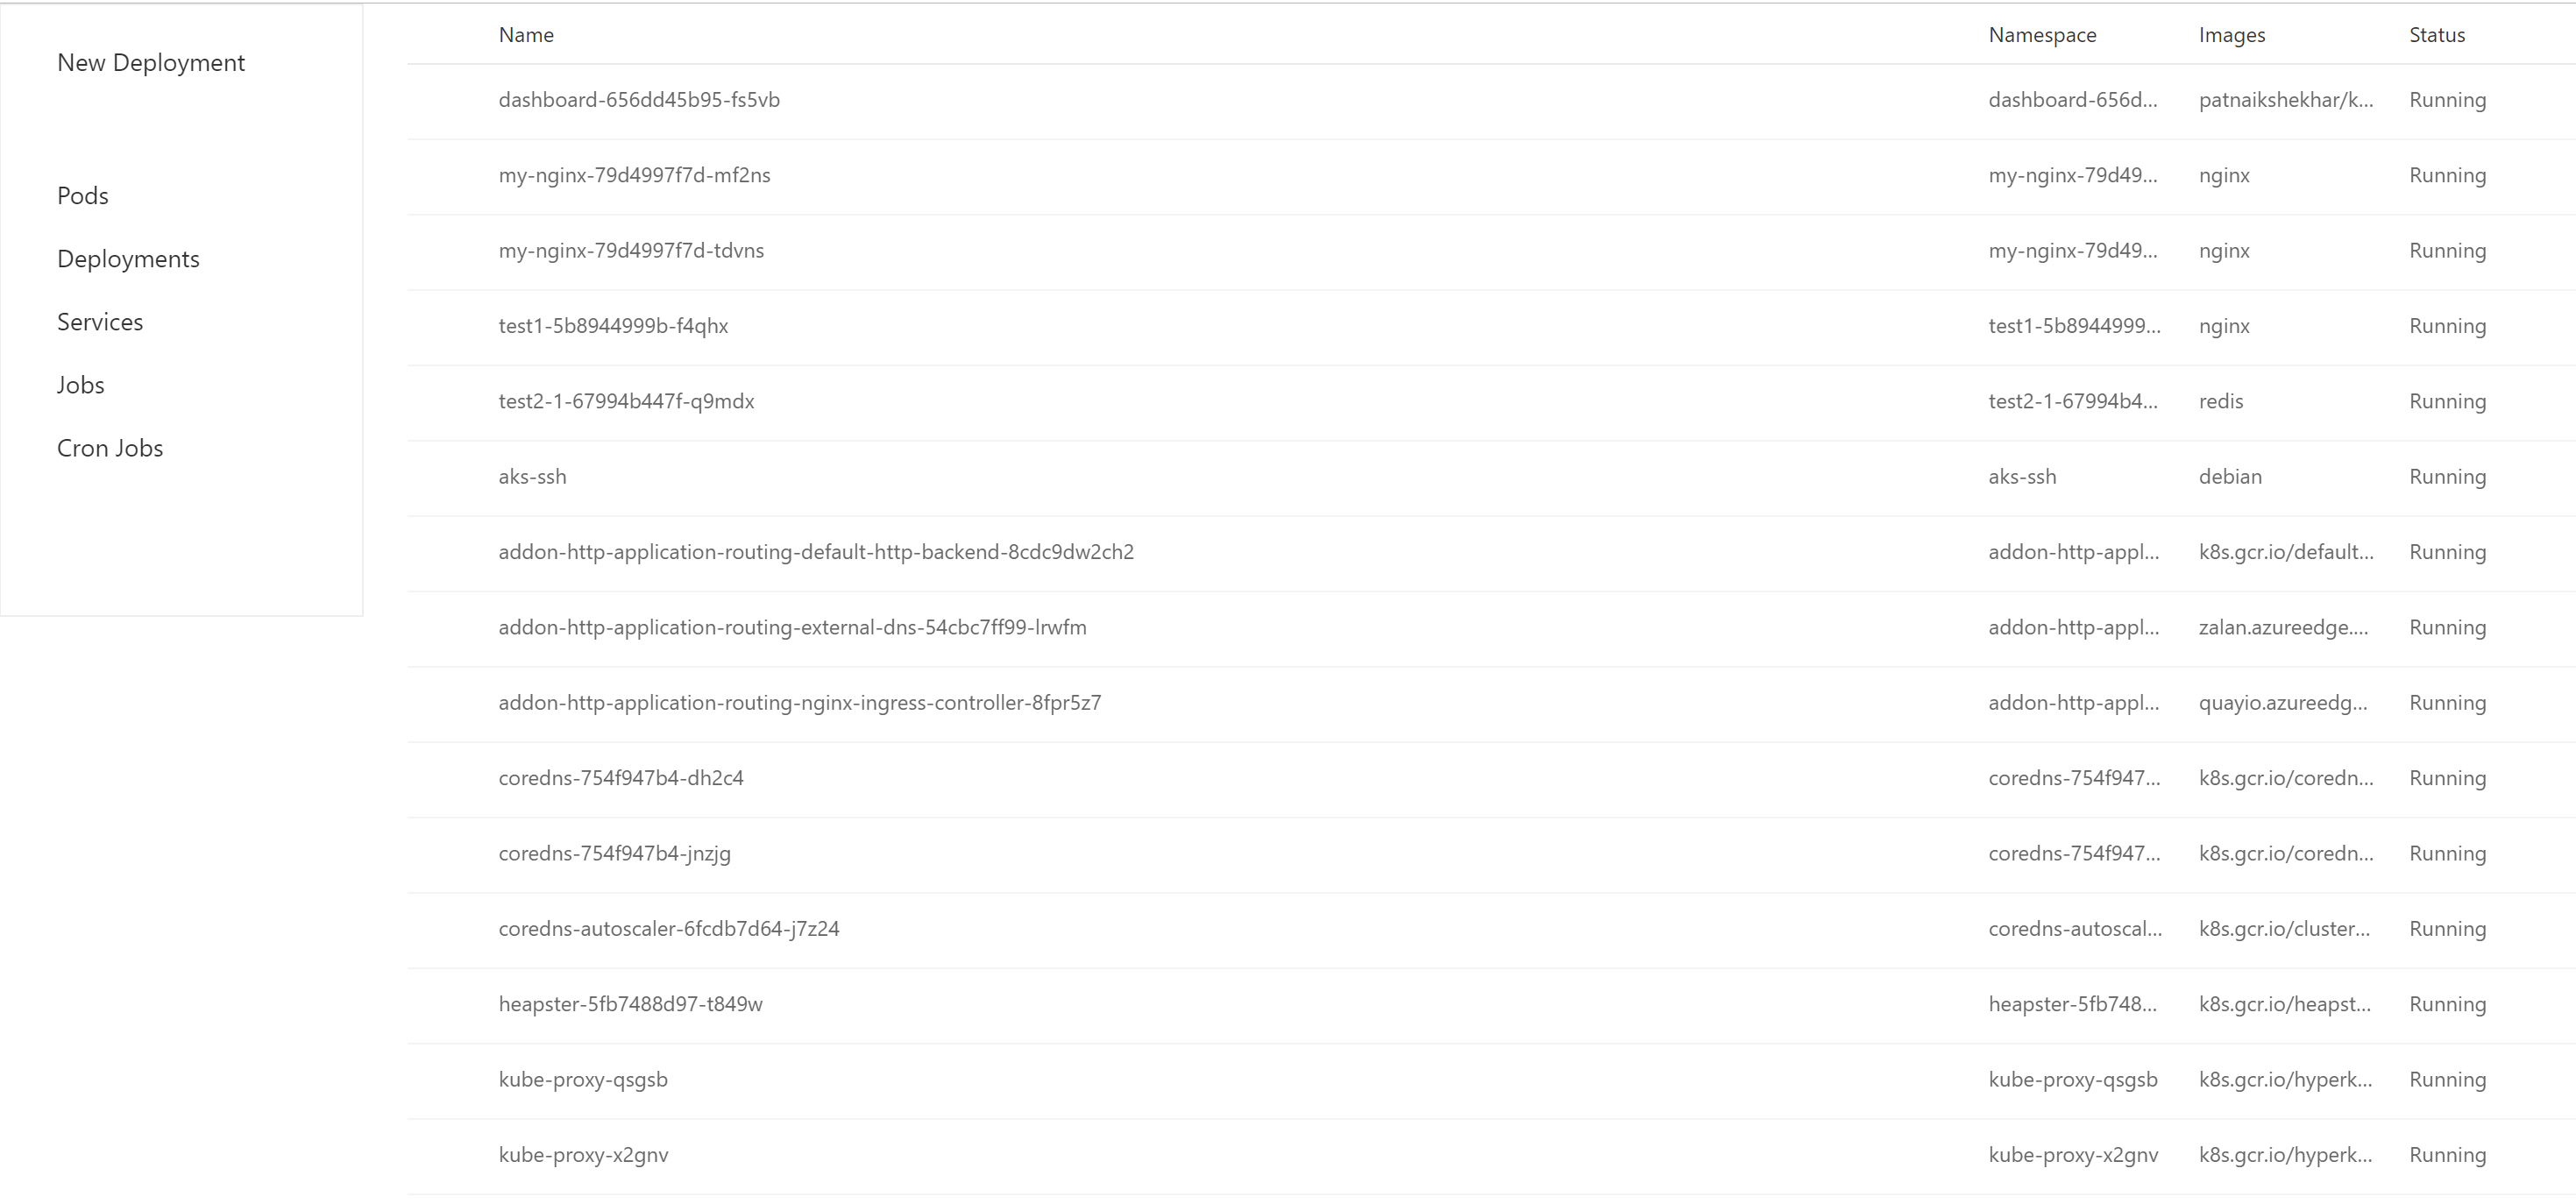 New Deployment
Pods
Deployments
Services
Jobs
Cron Jobs
Name Namespace Images Status
dashboard-656dd45b95-fs5vb dashboard-656d... patnaikshekhar/k... Running
my-nginx-79d4997f7d-mf2ns my-nginx-79d49... nginx Running
my-nginx-79d4997f7d-tdvns my-nginx-79d49... nginx Running
test1-5b8944999b-f4qhx test1-5b8944999... nginx Running
test2-1-67994b447f-q9mdx test2-1-67994b4... redis Running
aks-ssh aks-ssh debian Running
addon-http-application-routing-default-http-backend-8cdc9dw2ch2 addon-http-appl... k8s.gcr.io/default... Running
addon-http-application-routing-external-dns-54cbc7ff99-lrwfm addon-http-appl... zalan.azureedge.... Running
addon-http-application-routing-nginx-ingress-controller-8fpr5z7 addon-http-appl... quayio.azureedg... Running
coredns-754f947b4-dh2c4 coredns-754f947... k8s.gcr.io/coredn... Running
coredns-754f947b4-jnzjg coredns-754f947... k8s.gcr.io/coredn... Running
coredns-autoscaler-6fcdb7d64-j7z24 coredns-autoscal... k8s.gcr.io/cluster... Running
heapster-5fb7488d97-t849w heapster-5fb748... k8s.gcr.io/heapst... Running
kube-proxy-qsgsb kube-proxy-qsgsb k8s.gcr.io/hyperk... Running
kube-proxy-x2gnv kube-proxy-x2gnv k8s.gcr.io/hyperk... Running